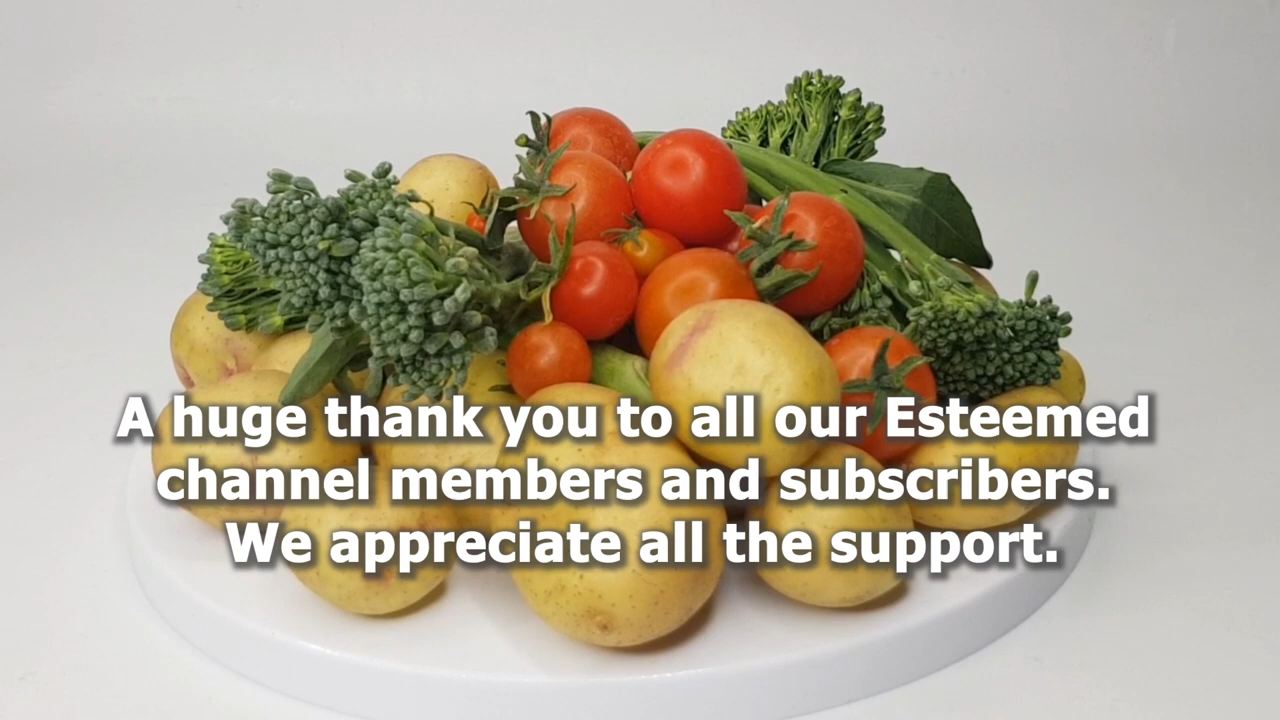 A huge thank you to all our Esteemed
channel members and subscribers.
We appreciate all the support.